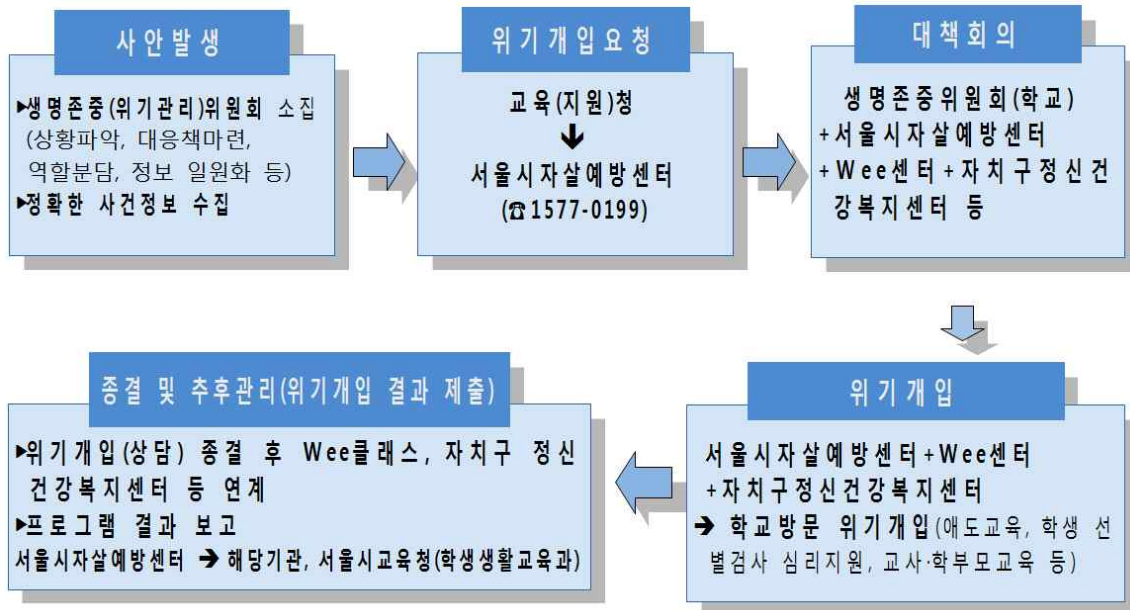 사안발생
▶생명존중(위기관리)위원회 소집
(상황파악, 대응책마련,
역할분담, 정보 일원화 등)
▶정확한 사건정보 수집
위기개입요청
교육(지원)청
↓
서울시자살예방센터
(☎1577-0199)
대책회의
생명존중위원회(학교)
+서울시자살예방센터
+Wee센터+자치구정신건
강복지센터 등
위기개입
서울시자살예방센터+Wee센터
+자치구정신건강복지센터
→ 학교방문 위기개입(애도교육, 학생 선
별검사 심리지원, 교사·학부모교육 등)
종결 및 추후관리(위기개입 결과 제출)
▶위기개입(상담) 종결 후 Wee클래스, 자치구 정신
건강복지센터 등 연계
▶프로그램 결과 보고
서울시자살예방센터 → 해당기관, 서울시교육청(학생생활교육과)